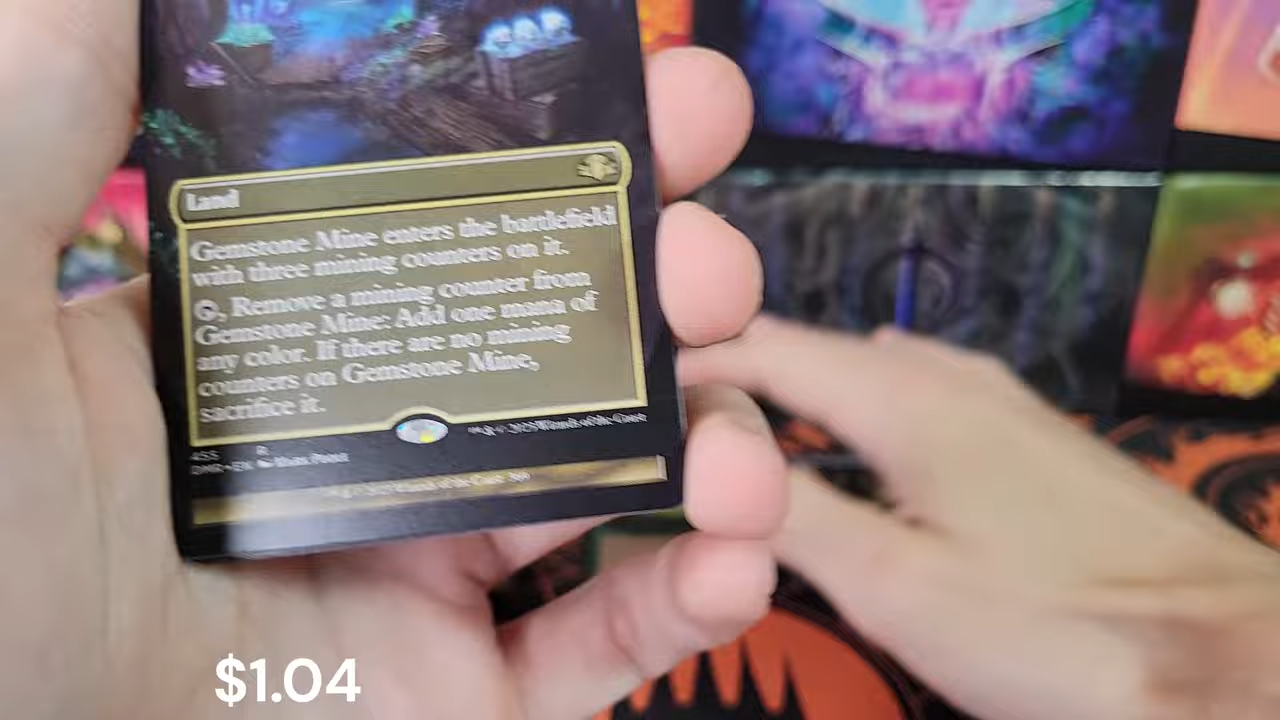 Land
Gemstone Mine enters the battlefield
with three mining counters on it.
, Remove a mining counter from
Gemstone Mine: Add one mana of
any color. If there are no mining
counters on Gemstone Mine,
sacrifice it.
455 R
DMR • EN
$1.04